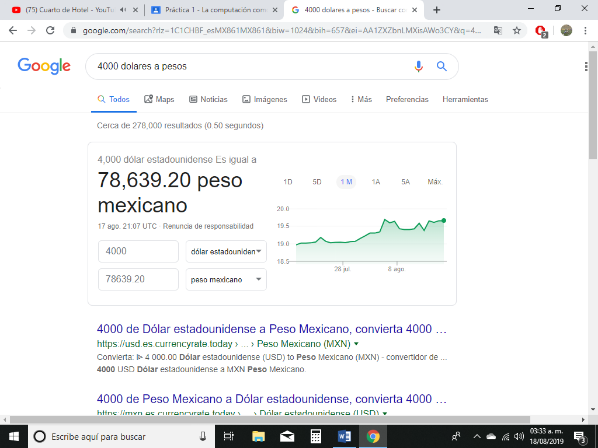 (75) Cuarto de Hotel - YouT
Práctica 1 - La computación com
4000 dolares a pesos - Buscar co
google.com/search?rlz=1C1CHBF_esMX861MX861&biw=1024&bih=657&ei=AA1ZXZbnLMXisAWo3CY&q=4...
Google
4000 dolares a pesos
Todos Maps Noticias Imágenes Videos Más Preferencias Herramientas
Cerca de 278,000 resultados (0.50 segundos)
4,000 dólar estadounidense Es igual a
78,639.20 peso
mexicano
17 ago. 21:07 UTC Renuncia de responsabilidad
4000 dólar estadouniden
78639.20 peso mexicano
1D 5D 1 M 1A 5A Máx
20.0
19.5
19.0
18.5
28 jul 8 ago
4000 de Dólar estadounidense a Peso Mexicano, convierta 4000 ...
https://usd.es.currencyrate.today › ... › Peso Mexicano (MXN)
Convierta: ᐈ 4 000.00 Dólar estadounidense (USD) to Peso Mexicano (MXN) - convertidor de ...
4000 USD Dólar estadounidense a MXN Peso Mexicano
4000 de Peso Mexicano a Dólar estadounidense, convierta 4000 ...
https://mxn.es.currencyrate.today › ... › Dólar estadounidense (USD)
Escribe aquí para buscar
03:33 a. m.
18/08/2019